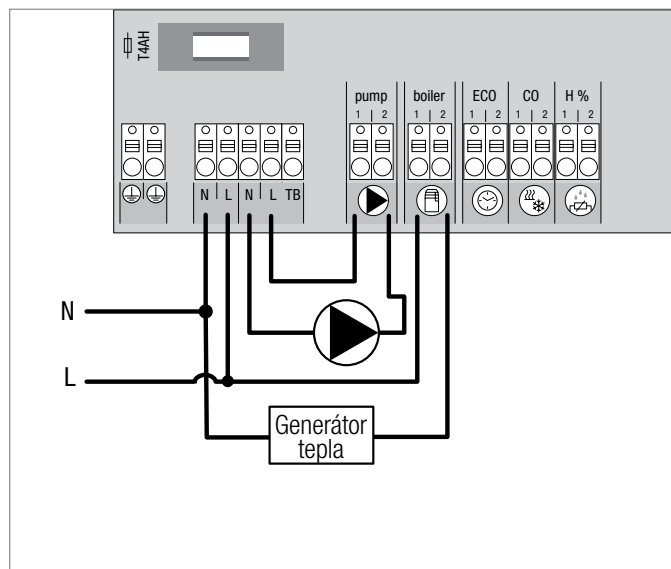 T4AH
pump boiler ECO CO H %
1 | 2 1 | 2 1 | 2 1 | 2 1 | 2
N L N L TB
N
L
Generátor
tepla